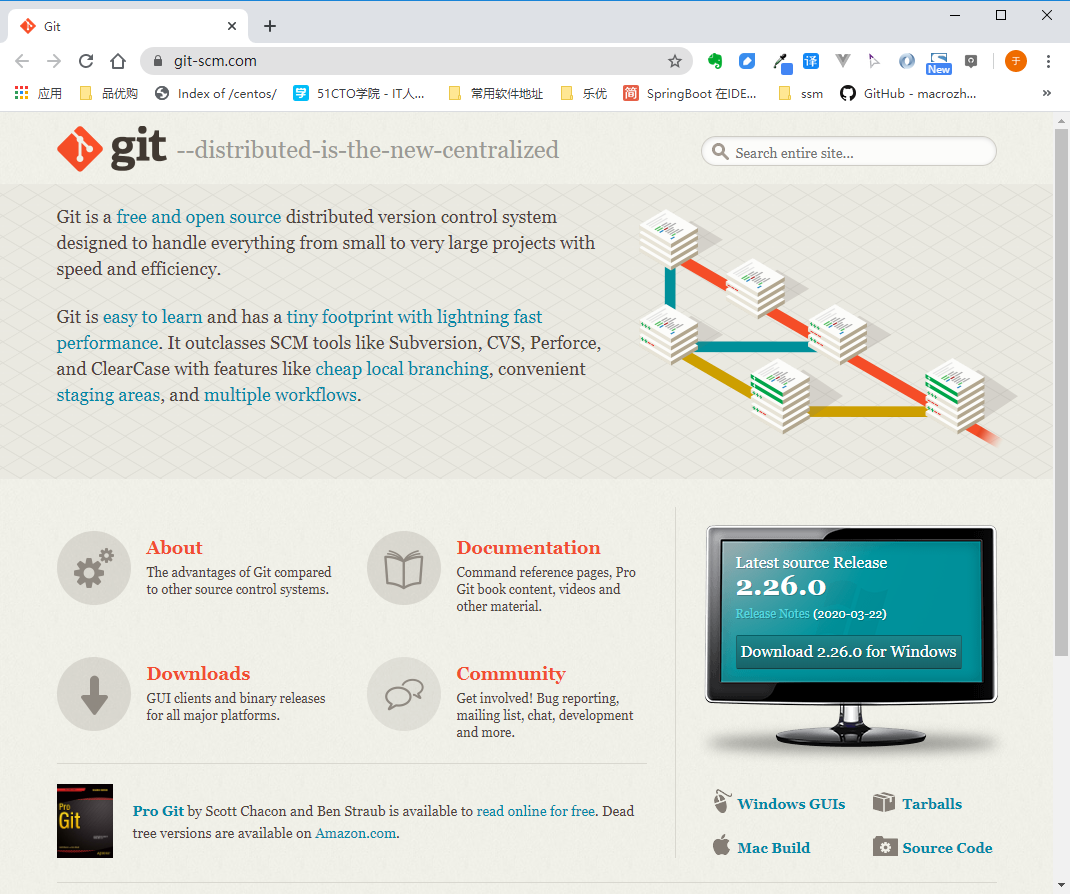 Git
git-scm.com
译
New
于
应用
品优购
Index of /centos/
学
51CTO学院 - IT人...
常用软件地址
乐优
简
SpringBoot 在IDE...
ssm
GitHub - macrozh...
»
git --distributed-is-the-new-centralized
Search entire site...
Git is a free and open source distributed version control system
designed to handle everything from small to very large projects with
speed and efficiency.
Git is easy to learn and has a tiny footprint with lightning fast
performance. It outclasses SCM tools like Subversion, CVS, Perforce,
and ClearCase with features like cheap local branching, convenient
staging areas, and multiple workflows.
About
The advantages of Git compared
to other source control systems.
Documentation
Command reference pages, Pro
Git book content, videos and
other material.
Downloads
GUI clients and binary releases
for all major platforms.
Community
Get involved! Bug reporting,
mailing list, chat, development
and more.
Latest source Release
2.26.0
Release Notes (2020-03-22)
Download 2.26.0 for Windows
Pro
Git
Pro Git by Scott Chacon and Ben Straub is available to read online for free. Dead
tree versions are available on Amazon.com.
Windows GUIs
Tarballs
Mac Build
Source Code